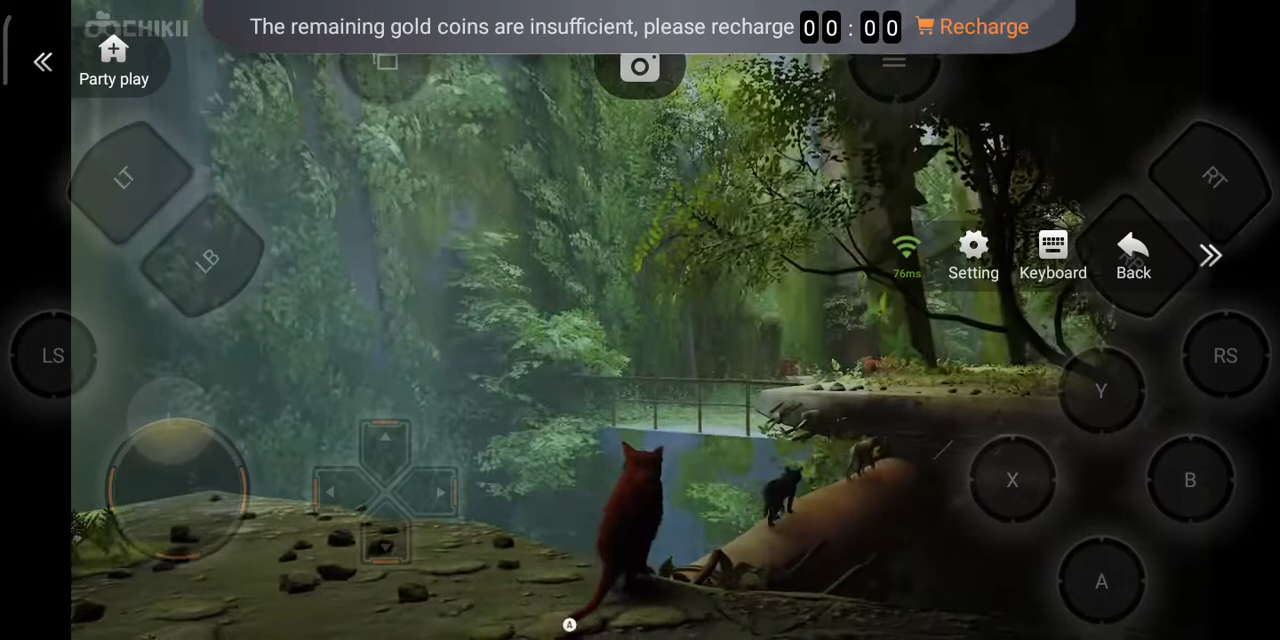 CHIKII
The remaining gold coins are insufficient, please recharge 00:00 Recharge
Party play
LT
RT
LB
76ms
Setting
Keyboard
Back
LS
RS
Y
X
B
A
A